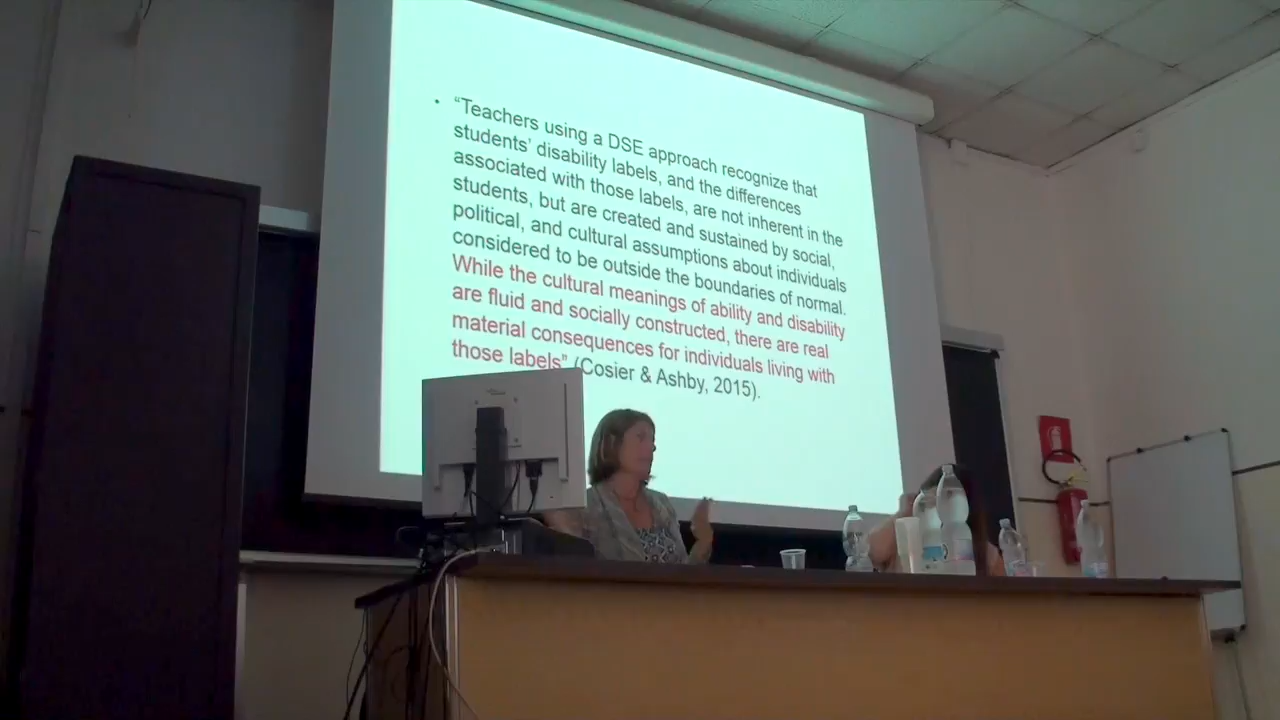 • “Teachers using a DSE approach recognize that
students’ disability labels, and the differences
associated with those labels, are not inherent in the
students, but are created and sustained by social,
political, and cultural assumptions about individuals
considered to be outside the boundaries of normal.
While the cultural meanings of ability and disability
are fluid and socially constructed, there are real
material consequences for individuals living with
those labels” (Cosier & Ashby, 2015).